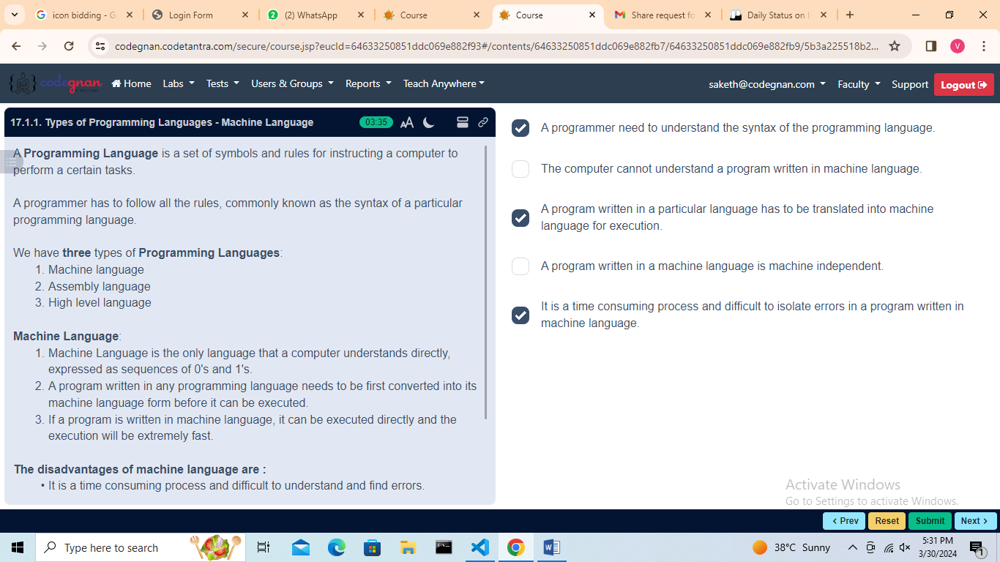 icon bidding - G
Login Form
2
(2) WhatsApp
Course
Course
Share request fo
Daily Status on
codegnan.codetantra.com/secure/course.jsp?eucId=64633250851ddc069e882f93#/contents/64633250851ddc069e882fb7/64633250851ddc069e882fb9/5b3a225518b2...
V
codegnan
Home
Labs
Tests
Users & Groups
Reports
Teach Anywhere
saketh@codegnan.com
Faculty
Support
Logout
17.1.1. Types of Programming Languages - Machine Language
03:35
AA
A Programming Language is a set of symbols and rules for instructing a computer to
perform a certain tasks.
A programmer has to follow all the rules, commonly known as the syntax of a particular
programming language.
We have three types of Programming Languages:
1. Machine language
2. Assembly language
3. High level language
Machine Language:
1. Machine Language is the only language that a computer understands directly,
expressed as sequences of 0's and 1's.
2. A program written in any programming language needs to be first converted into its
machine language form before it can be executed.
3. If a program is written in machine language, it can be executed directly and the
execution will be extremely fast.
The disadvantages of machine language are :
• It is a time consuming process and difficult to understand and find errors.
A programmer need to understand the syntax of the programming language.
The computer cannot understand a program written in machine language.
A program written in a particular language has to be translated into machine
language for execution.
A program written in a machine language is machine independent.
It is a time consuming process and difficult to isolate errors in a program written in
machine language.
Activate Windows
Go to Settings to activate Windows.
< Prev
Reset
Submit
Next >
Type here to search
38°C Sunny
5:31 PM
3/30/2024
1